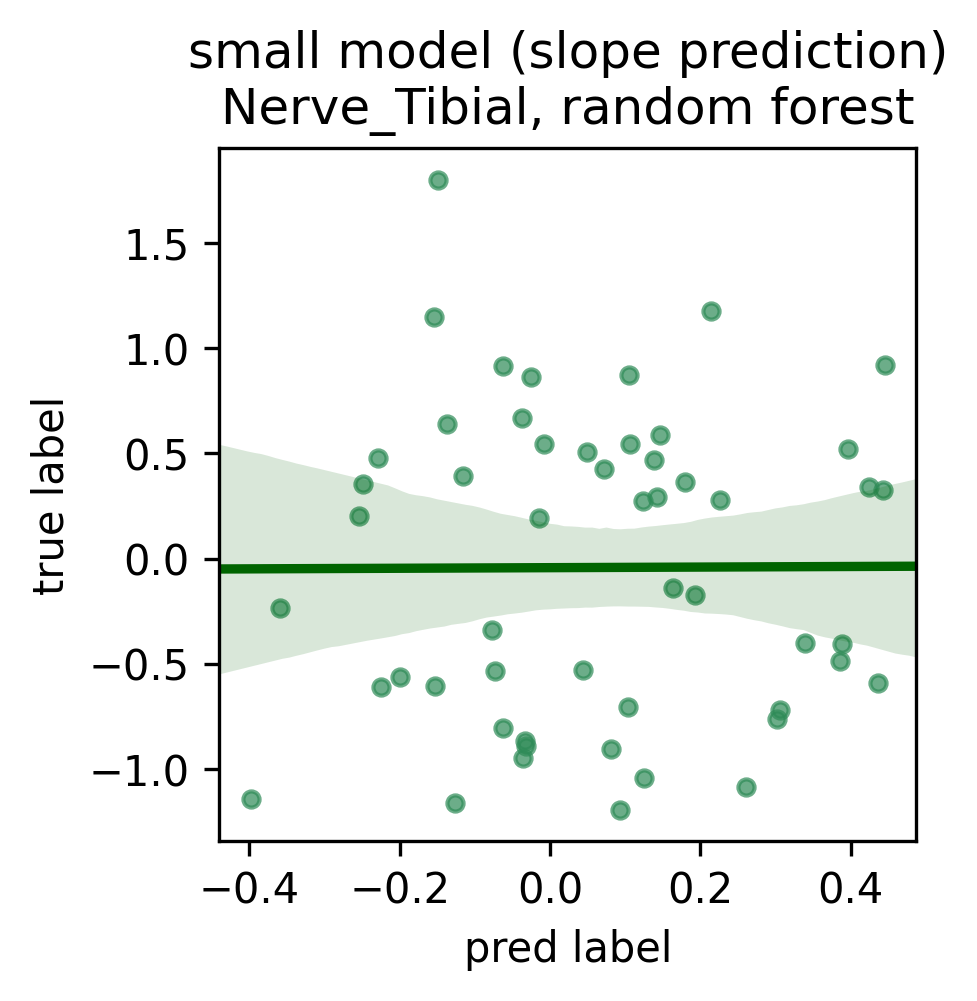 small model (slope prediction)
Nerve_Tibial, random forest
true label
1.5
1.0
0.5
0.0
−0.5
−1.0
−0.4 −0.2 0.0 0.2 0.4
pred label